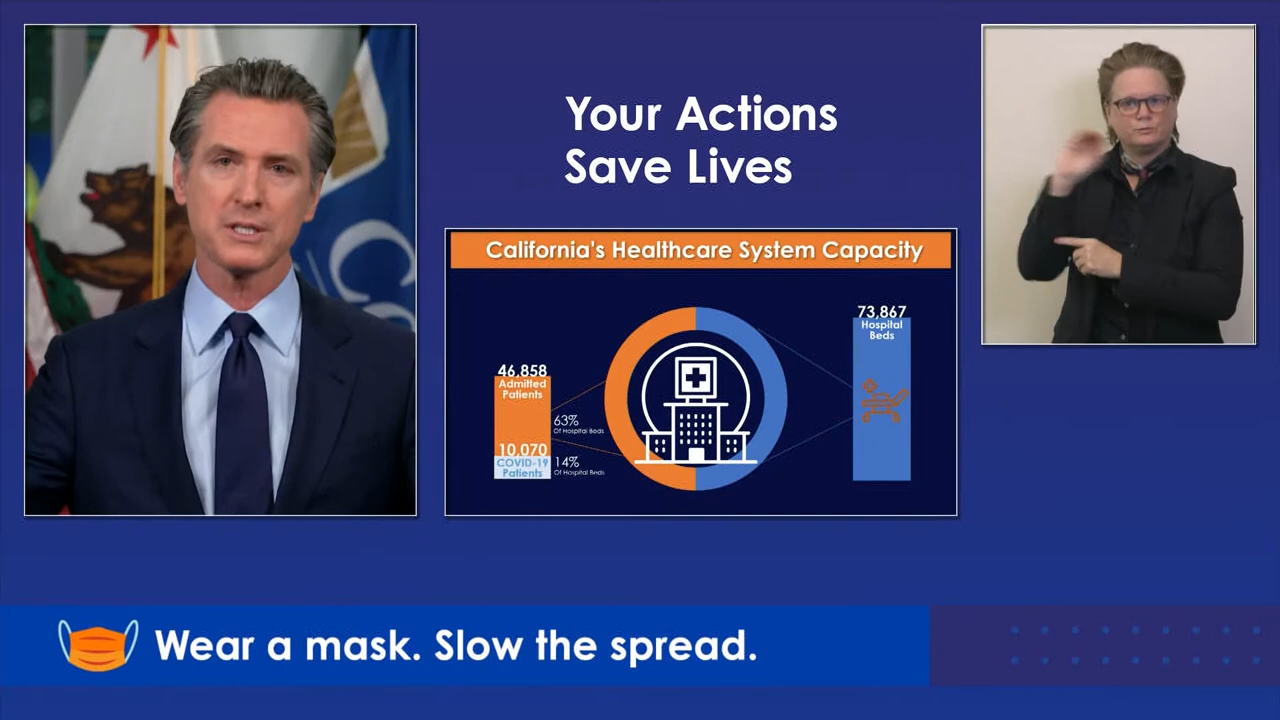 Your Actions
Save Lives
California's Healthcare System Capacity
73,867
Hospital
Beds
46,858
Admitted
Patients
63%
Of Hospital Beds
10,070
COVID-19
Patients
14%
Of Hospital Beds
Wear a mask. Slow the spread.